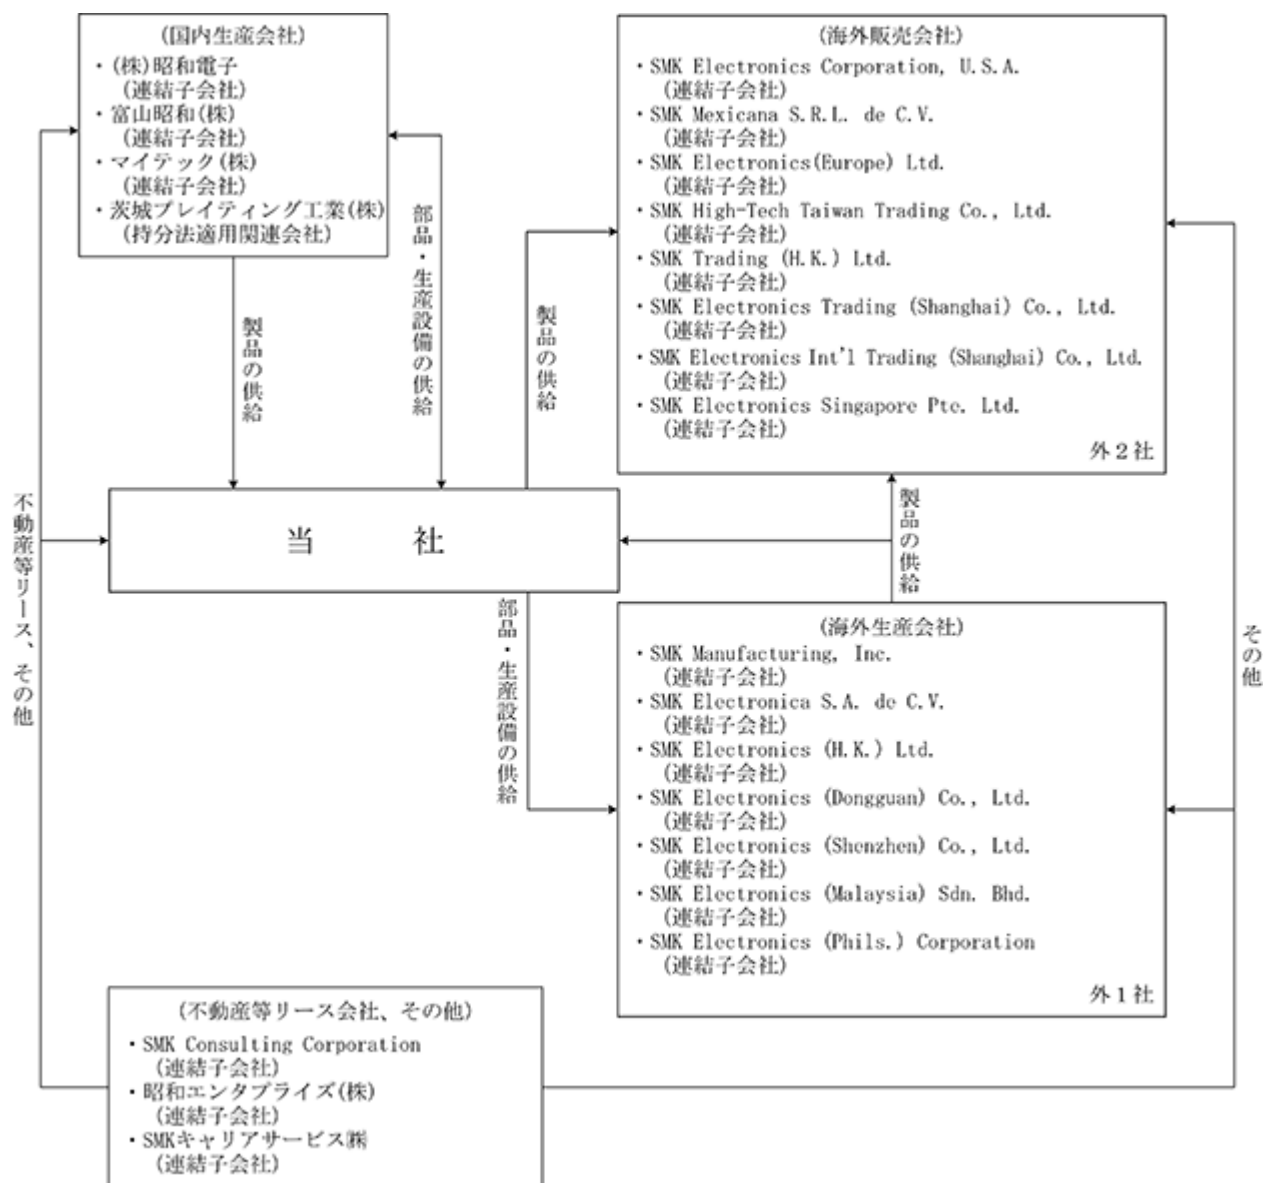 (国内生産会社)
・(株)昭和電子
(連結子会社)
・富山昭和(株)
(連結子会社)
・マイテック(株)
(連結子会社)
・茨城プレイティング工業(株)
(持分法適用関連会社)
(海外販売会社)
・SMK Electronics Corporation, U.S.A.
(連結子会社)
・SMK Mexicana S.R.L. de C.V.
(連結子会社)
・SMK Electronics(Europe) Ltd.
(連結子会社)
・SMK High-Tech Taiwan Trading Co., Ltd.
(連結子会社)
・SMK Trading (H.K.) Ltd.
(連結子会社)
・SMK Electronics Trading (Shanghai) Co., Ltd.
(連結子会社)
・SMK Electronics Int'l Trading (Shanghai) Co., Ltd.
(連結子会社)
・SMK Electronics Singapore Pte. Ltd.
(連結子会社)
外2社
製品の供給
部品・生産設備の供給
製品の供給
当 社
製品の供給
部品・生産設備の供給
不動産等リース、その他
その他
(海外生産会社)
・SMK Manufacturing, Inc.
(連結子会社)
・SMK Electronica S.A. de C.V.
(連結子会社)
・SMK Electronics (H.K.) Ltd.
(連結子会社)
・SMK Electronics (Dongguan) Co., Ltd.
(連結子会社)
・SMK Electronics (Shenzhen) Co., Ltd.
(連結子会社)
・SMK Electronics (Malaysia) Sdn. Bhd.
(連結子会社)
・SMK Electronics (Phils.) Corporation
(連結子会社)
外1社
(不動産等リース会社、その他)
・SMK Consulting Corporation
(連結子会社)
・昭和エンタプライズ(株)
(連結子会社)
・SMKキャリアサービス㈱
(連結子会社)